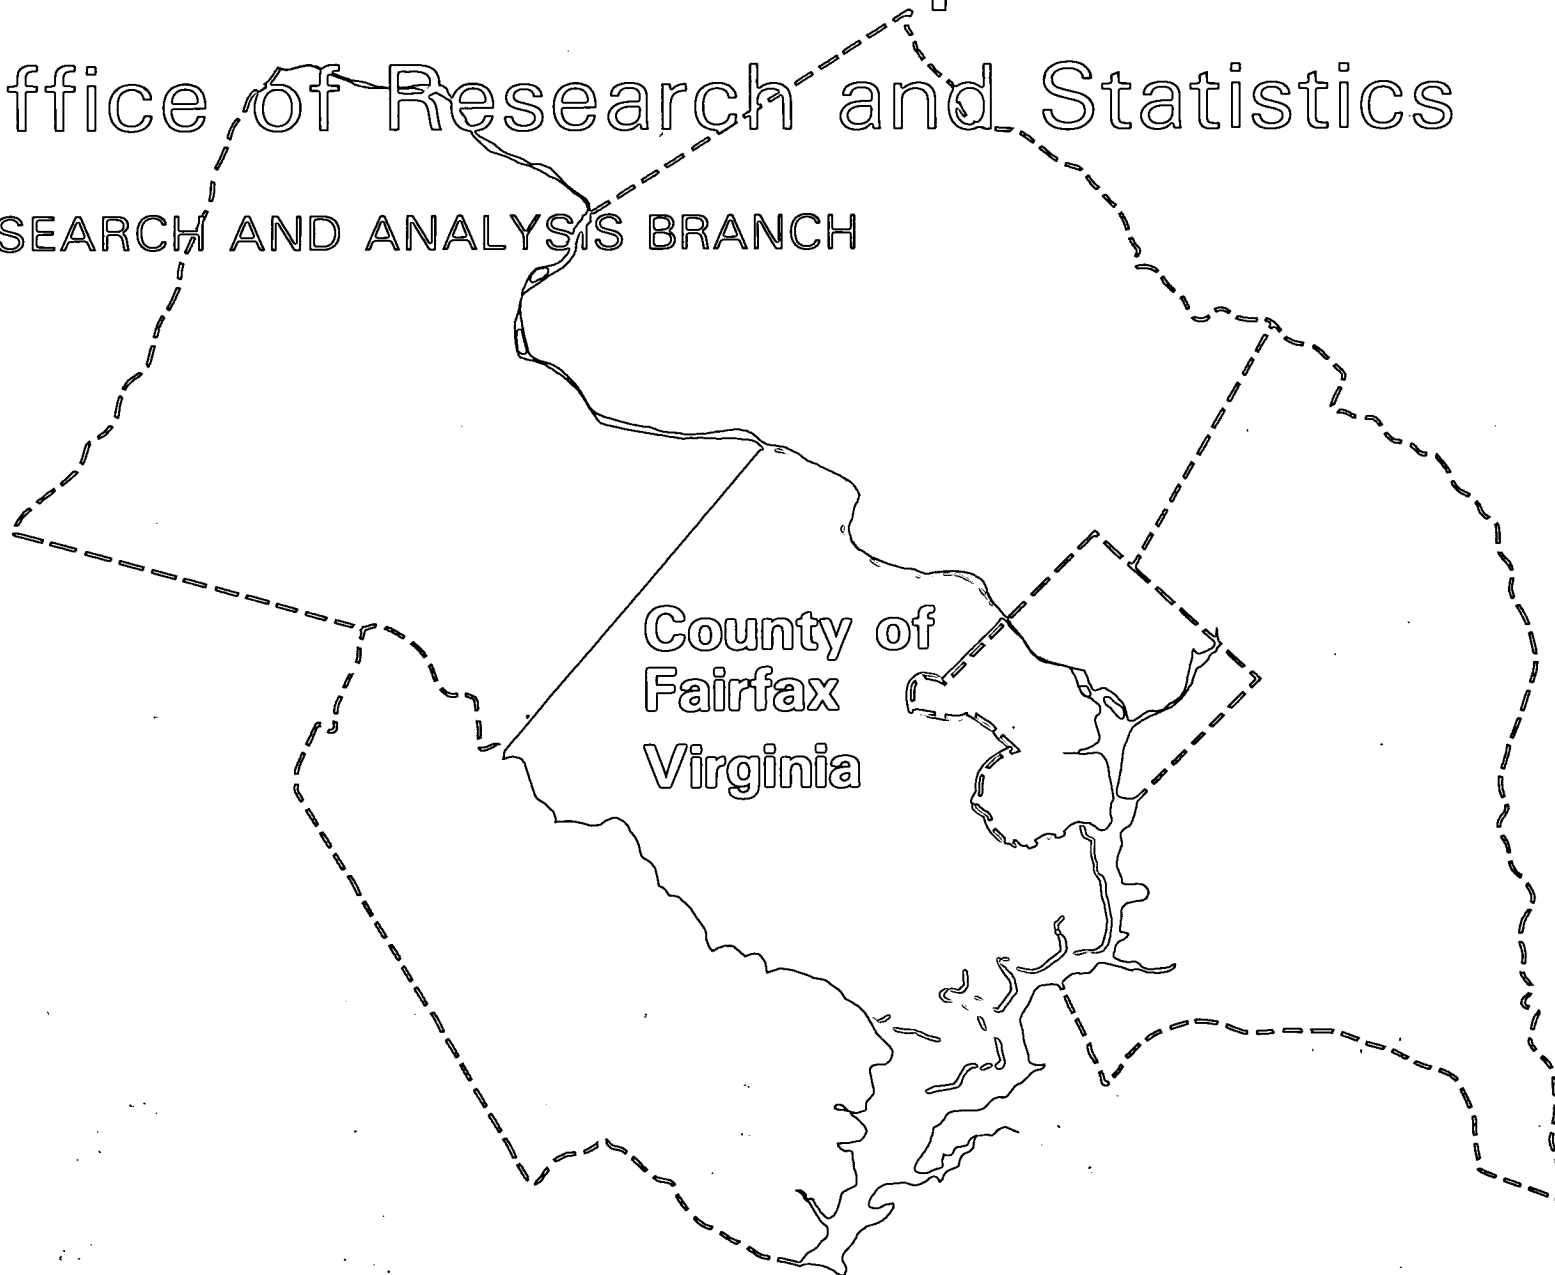 ffice of Research and Statistics
SEARCH AND ANALYSIS BRANCH
County of
Fairfax
Virginia